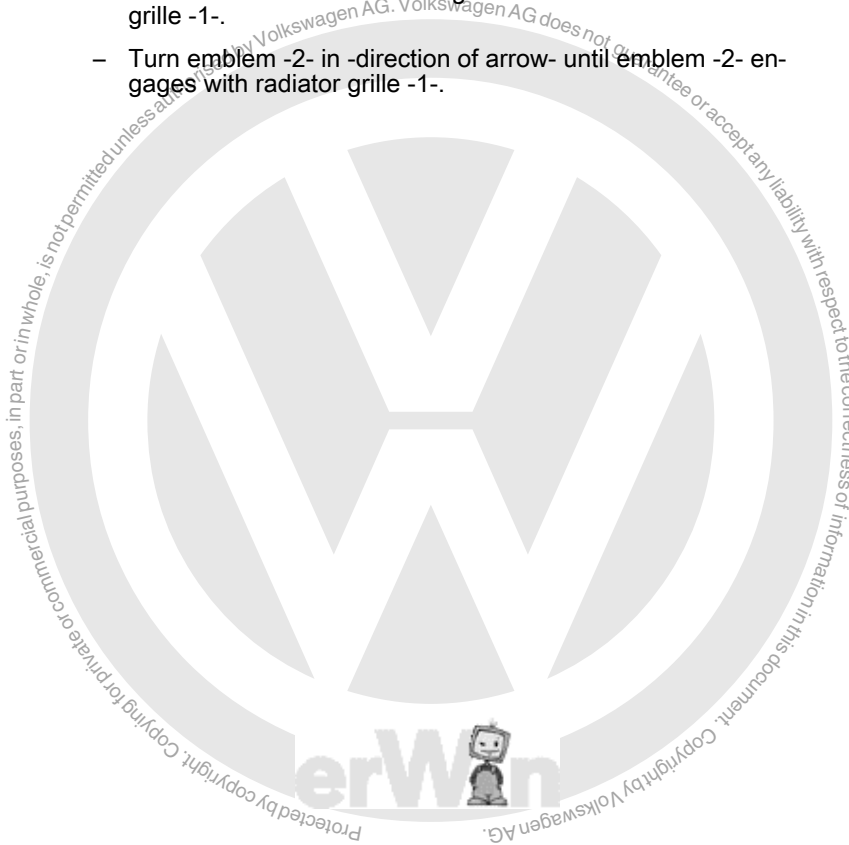 grille -1-.
– Turn emblem -2- in -direction of arrow- until emblem -2- en-
gages with radiator grille -1-.
Protected by copyright. Copying for private or commercial purposes, in part or in whole, is not permitted unless authorised by Volkswagen AG. Volkswagen AG does not guarantee or accept any liability with respect to the correctness of information in this document. Copyright by Volkswagen AG.
erWin